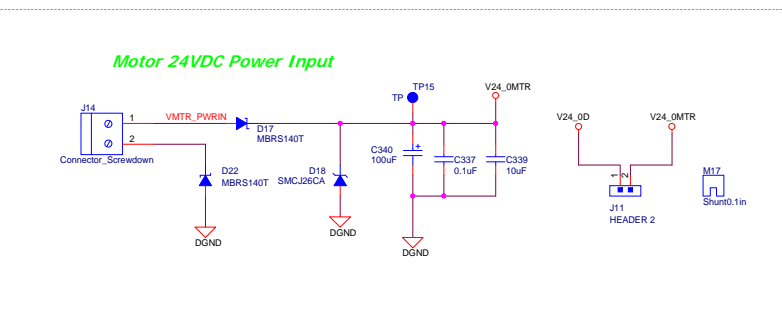 Motor 24VDC Power Input
J14
1
2
Connector_Screwdown
VMTR_PWRIN
D17
MBRS140T
D22
MBRS140T
DGND
D18
SMCJ26CA
DGND
TP15
TP
C340
100uF
+
C337
0.1uF
C339
10uF
DGND
V24_0MTR
V24_0D
V24_0MTR
1
2
J11
HEADER 2
M17
Shunt0.1in